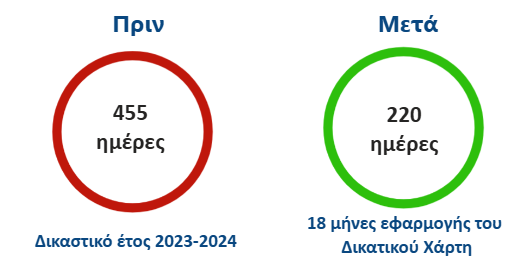 Πριν
Μετά
455
ημέρες
220
ημέρες
Δικαστικό έτος 2023-2024
18 μήνες εφαρμογής του
Δικατικού Χάρτη